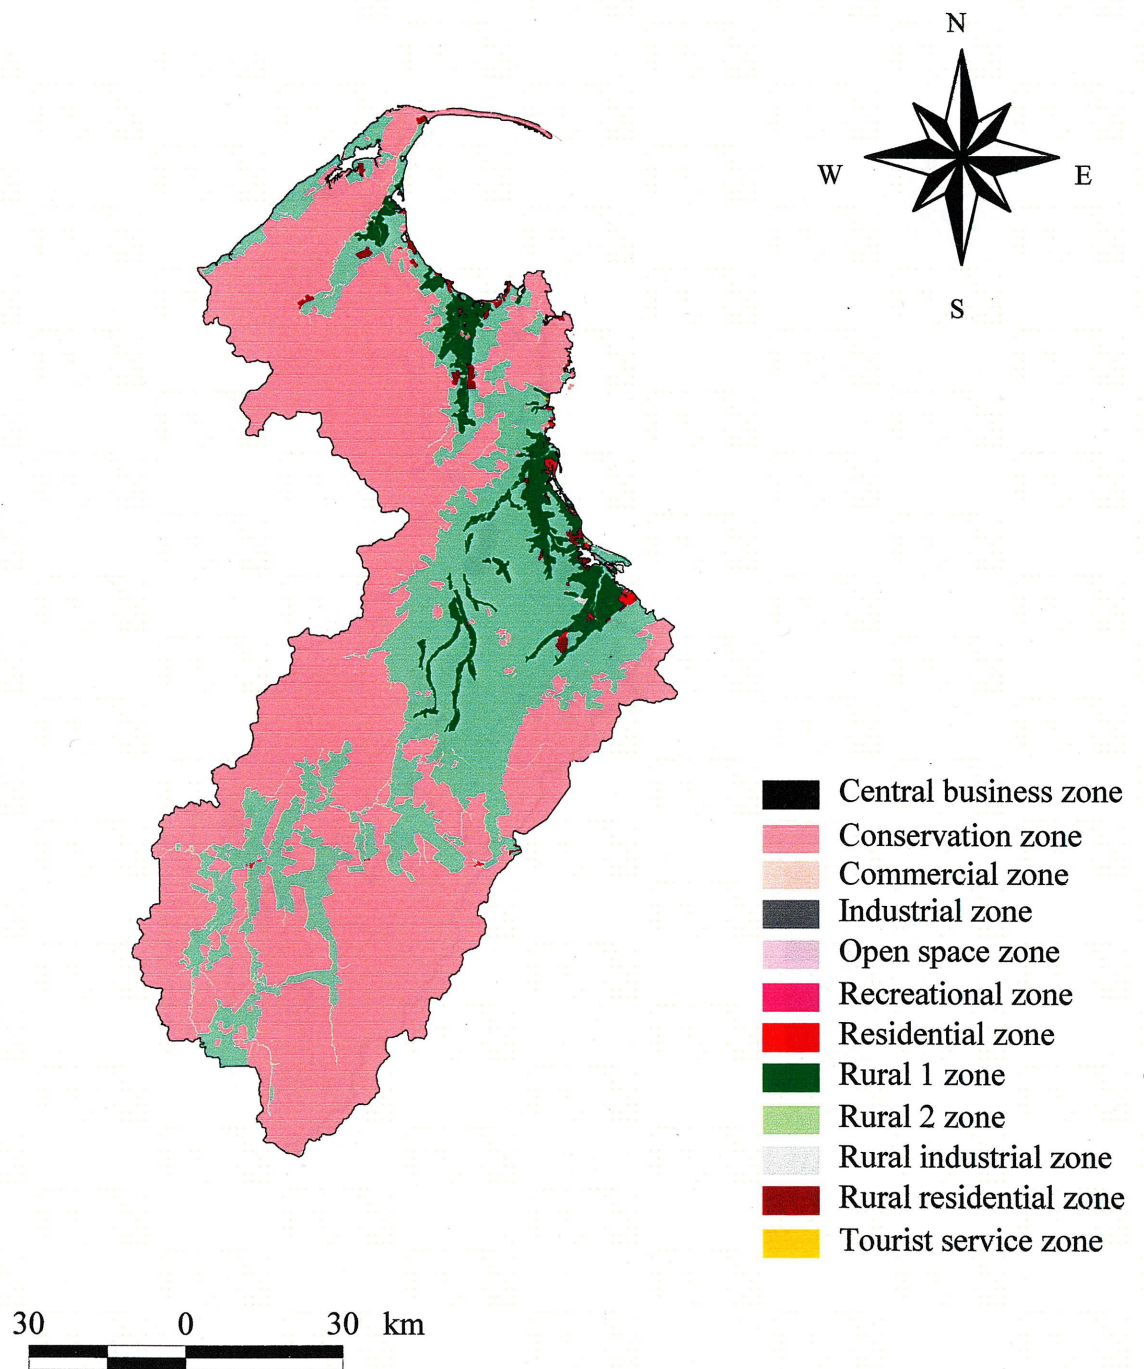 N
W
E
S
Central business zone
Conservation zone
Commercial zone
Industrial zone
Open space zone
Recreational zone
Residential zone
Rural 1 zone
Rural 2 zone
Rural industrial zone
Rural residential zone
Tourist service zone
30 0 30 km